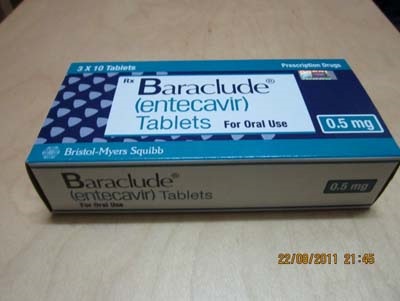 3 X 10 Tablets
Prescription Drugs
Rx
Baraclude®
(entecavir)
Tablets For Oral Use
0.5 mg
Bristol-Myers Squibb
Baraclude®
(entecavir) Tablets
For Oral Use
0.5 mg
22/08/2011 21:45